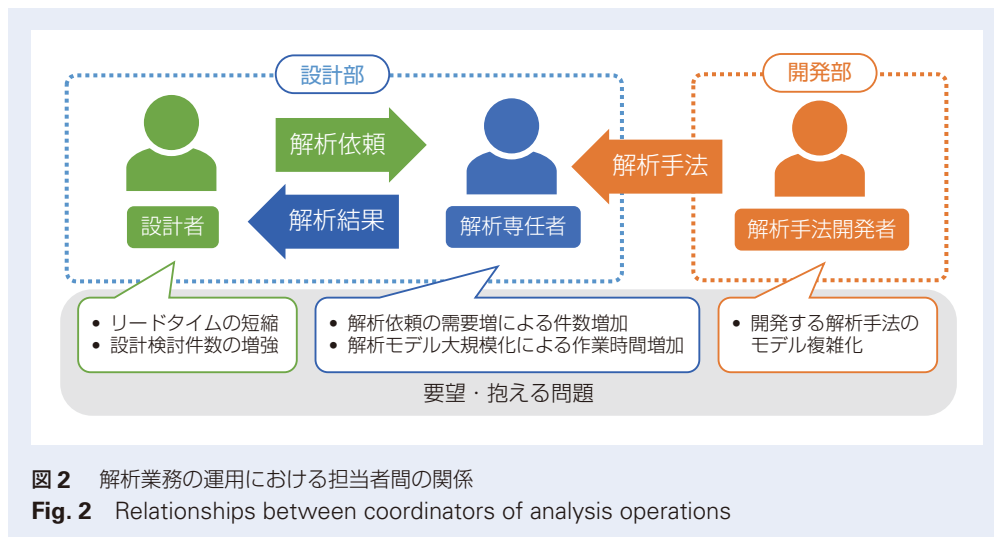 設計部
開発部
解析依頼
解析手法
解析結果
設計者
解析専任者
解析手法開発者
• リードタイムの短縮
• 設計検討件数の増強
• 解析依頼の需要増による件数増加
• 解析モデル大規模化による作業時間増加
• 開発する解析手法の
モデル複雑化
要望・抱える問題
図2 解析業務の運用における担当者間の関係
Fig. 2 Relationships between coordinators of analysis operations